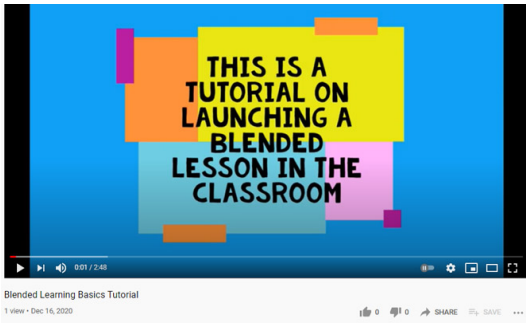 THIS IS A
TUTORIAL ON
LAUNCHING A
BLENDED
LESSON IN THE
CLASSROOM
0:01 / 2:48
Blended Learning Basics Tutorial
1 view • Dec 16, 2020
0 0 SHARE SAVE